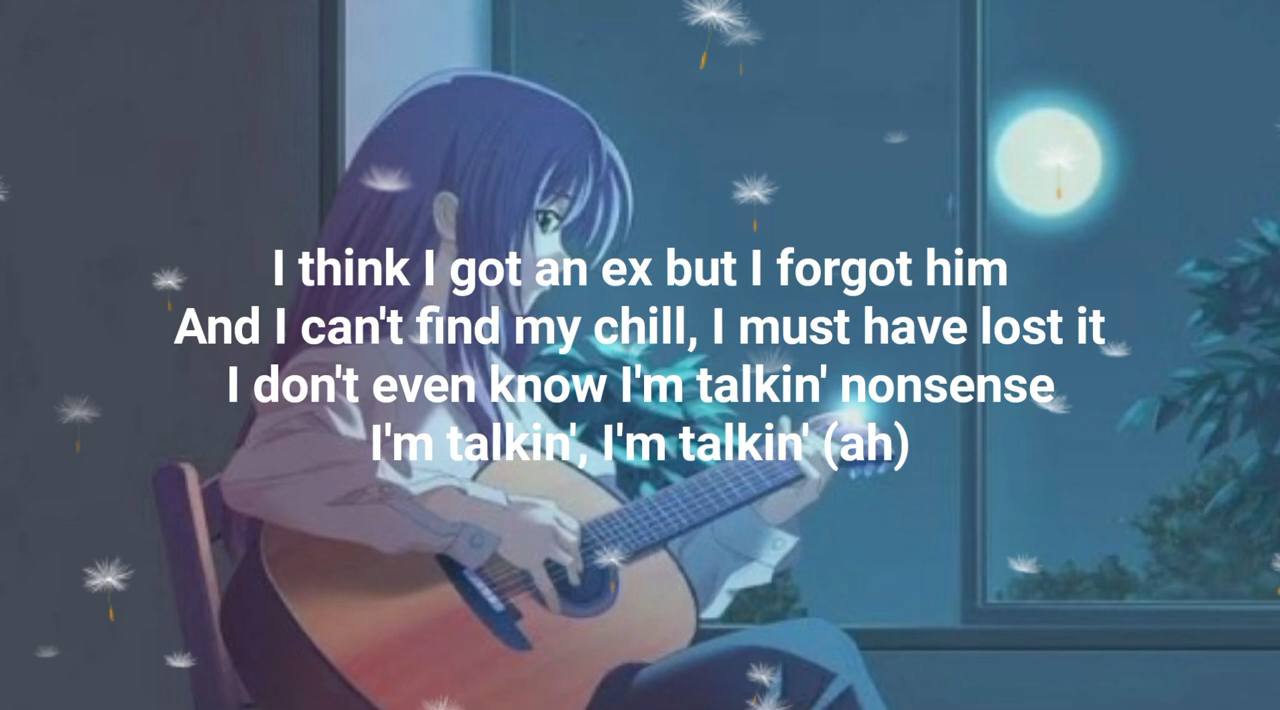 I think I got an ex but I forgot him
And I can't find my chill, I must have lost it
I don't even know I'm talkin' nonsense
I'm talkin', I'm talkin' (ah)